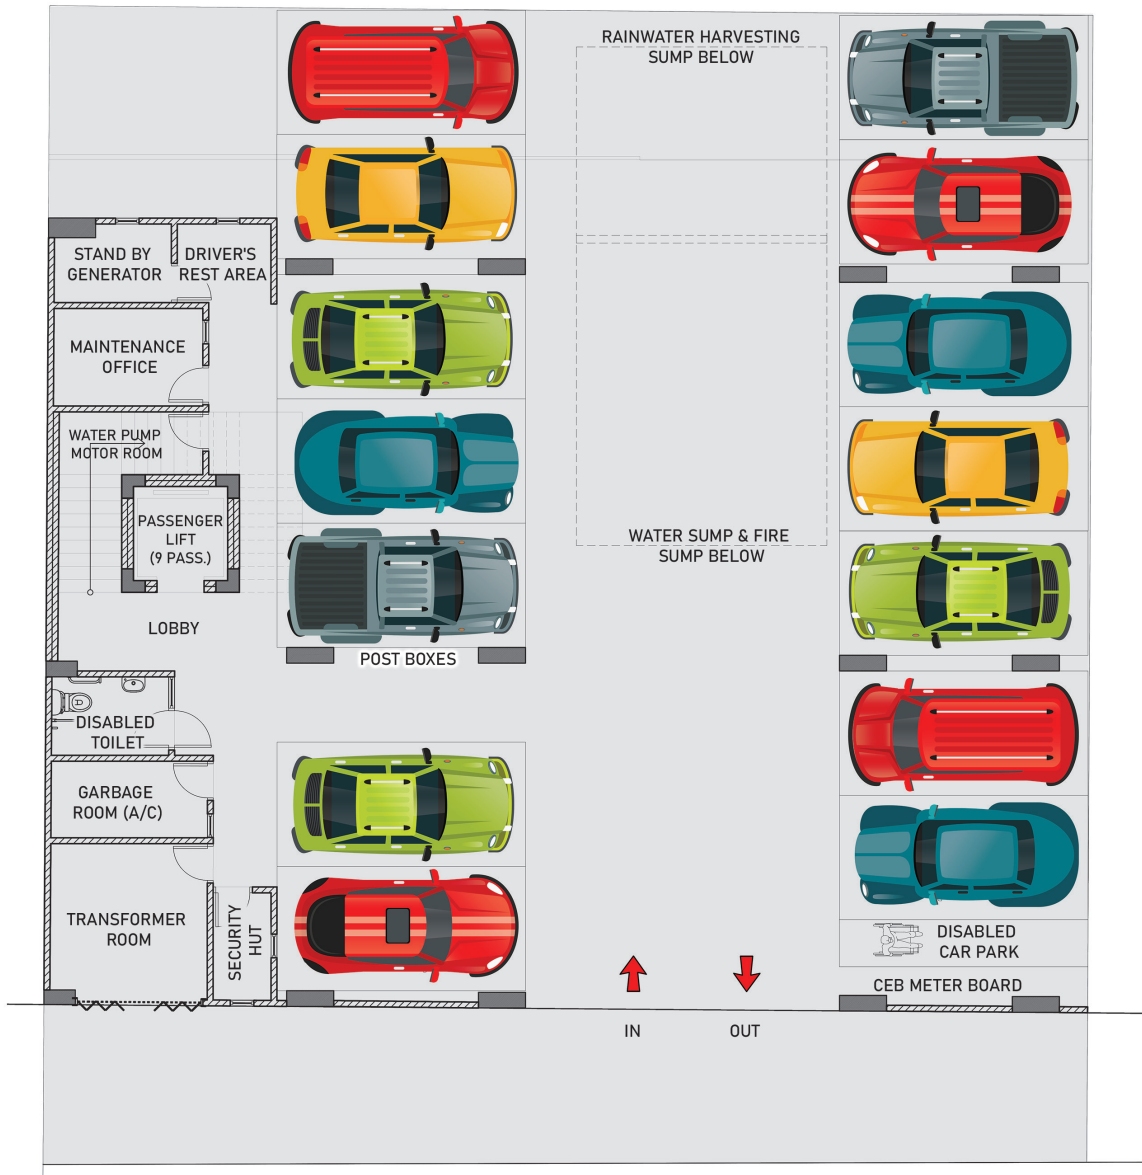 RAINWATER HARVESTING
SUMP BELOW
STAND BY
GENERATOR
DRIVER'S
REST AREA
MAINTENANCE
OFFICE
WATER PUMP
MOTOR ROOM
PASSENGER
LIFT
(9 PASS.)
WATER SUMP & FIRE
SUMP BELOW
LOBBY
POST BOXES
DISABLED
TOILET
GARBAGE
ROOM (A/C)
TRANSFORMER
ROOM
SECURITY
HUT
DISABLED
CAR PARK
CEB METER BOARD
IN
OUT